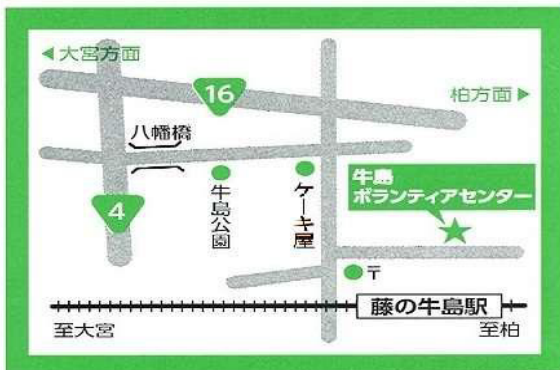 ◀大宮方面
16
柏方面▶
八幡橋
4
牛島公園
ケーキ屋
牛島
ボランティアセンター
〒
藤の牛島駅
至大宮
至柏